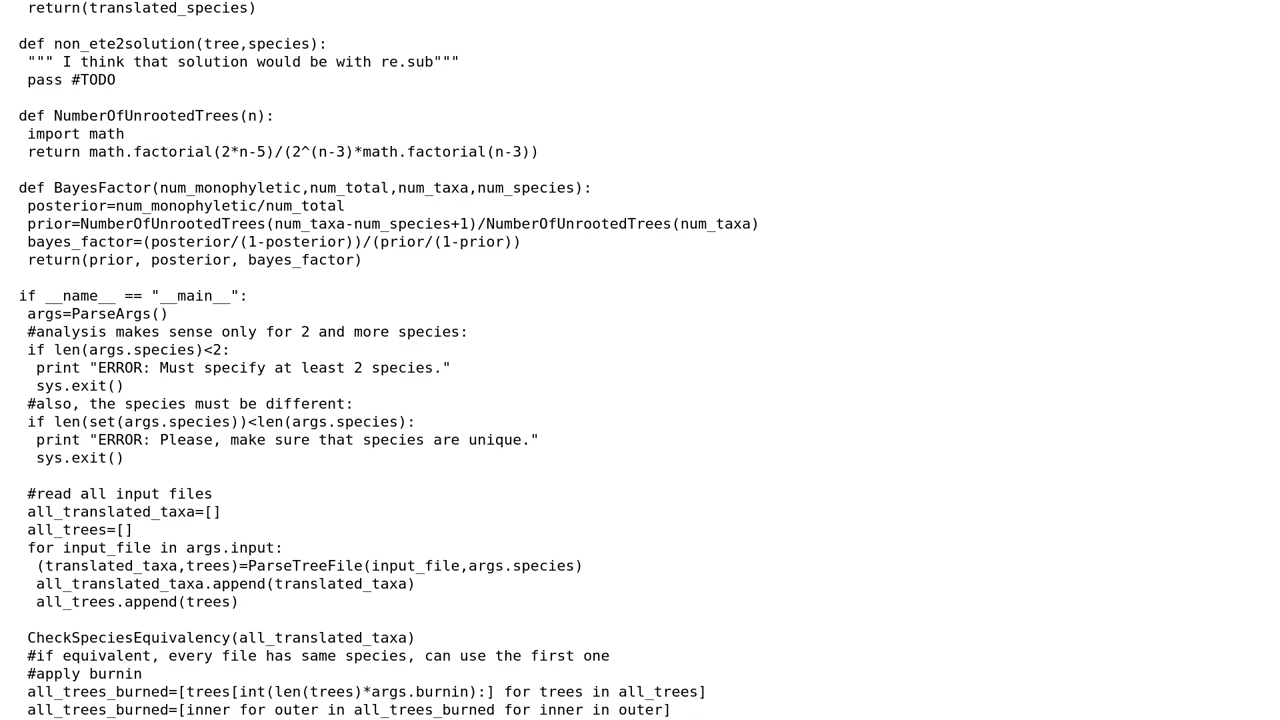 return(translated_species)

def non_ete2solution(tree,species):
 """ I think that solution would be with re.sub"""
 pass #TODO

def NumberOfUnrootedTrees(n):
 import math
 return math.factorial(2*n-5)/(2^(n-3)*math.factorial(n-3))

def BayesFactor(num_monophyletic,num_total,num_taxa,num_species):
 posterior=num_monophyletic/num_total
 prior=NumberOfUnrootedTrees(num_taxa-num_species+1)/NumberOfUnrootedTrees(num_taxa)
 bayes_factor=(posterior/(1-posterior))/(prior/(1-prior))
 return(prior, posterior, bayes_factor)

if __name__ == "__main__":
 args=ParseArgs()
 #analysis makes sense only for 2 and more species:
 if len(args.species)<2:
  print "ERROR: Must specify at least 2 species."
  sys.exit()
 #also, the species must be different:
 if len(set(args.species))<len(args.species):
  print "ERROR: Please, make sure that species are unique."
  sys.exit()

 #read all input files
 all_translated_taxa=[]
 all_trees=[]
 for input_file in args.input:
  (translated_taxa,trees)=ParseTreeFile(input_file,args.species)
  all_translated_taxa.append(translated_taxa)
  all_trees.append(trees)

 CheckSpeciesEquivalency(all_translated_taxa)
 #if equivalent, every file has same species, can use the first one
 #apply burnin
 all_trees_burned=[trees[int(len(trees)*args.burnin):] for trees in all_trees]
 all_trees_burned=[inner for outer in all_trees_burned for inner in outer]